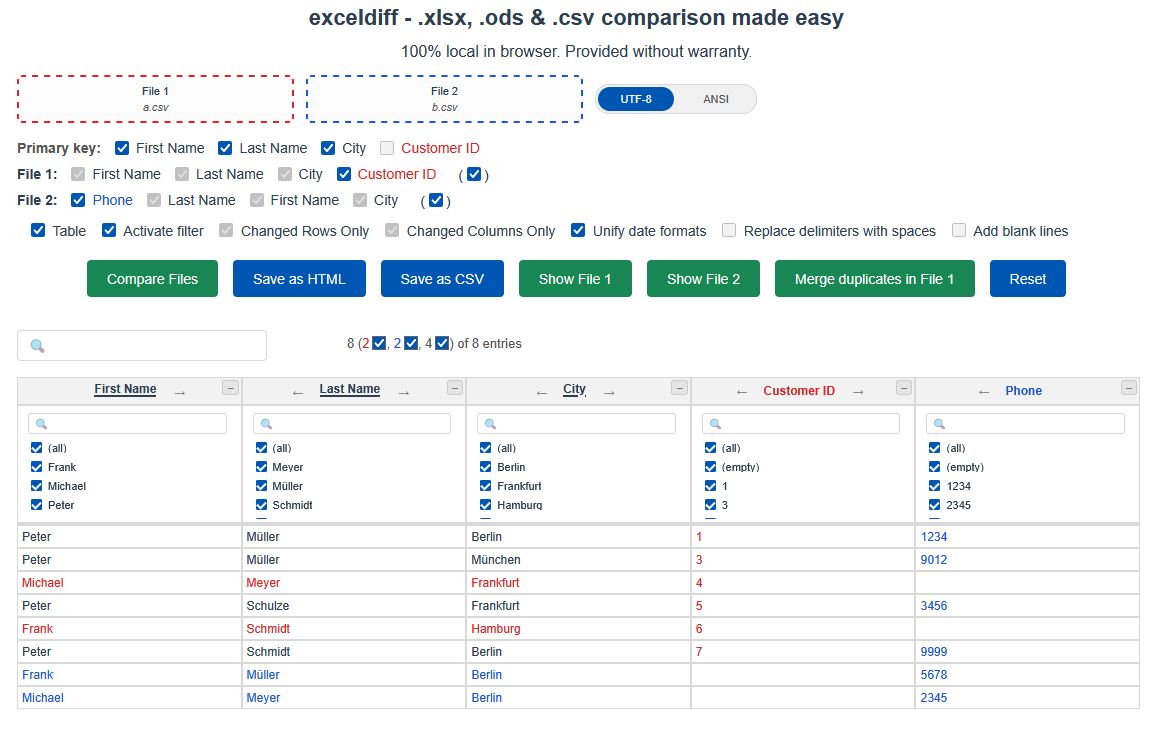 exceldiff - .xlsx, .ods & .csv comparison made easy
100% local in browser. Provided without warranty.
File 1
a.csv
File 2
b.csv
UTF-8 ANSI
Primary key: First Name Last Name City Customer ID
File 1: First Name Last Name City Customer ID ( )
File 2: Phone Last Name First Name City ( )
Table Activate filter Changed Rows Only Changed Columns Only Unify date formats Replace delimiters with spaces Add blank lines
Compare Files Save as HTML Save as CSV Show File 1 Show File 2 Merge duplicates in File 1 Reset
8 (2 , 2 , 4 ) of 8 entries
First Name → − ← Last Name → − ← City → − ← Customer ID → − ← Phone −
(all) (all) (all) (all) (all)
Frank Meyer Berlin (empty) (empty)
Michael Müller Frankfurt 1 1234
Peter Schmidt Hamburg 3 2345
Peter Müller Berlin 1 1234
Peter Müller München 3 9012
Michael Meyer Frankfurt 4
Peter Schulze Frankfurt 5 3456
Frank Schmidt Hamburg 6
Peter Schmidt Berlin 7 9999
Frank Müller Berlin 5678
Michael Meyer Berlin 2345